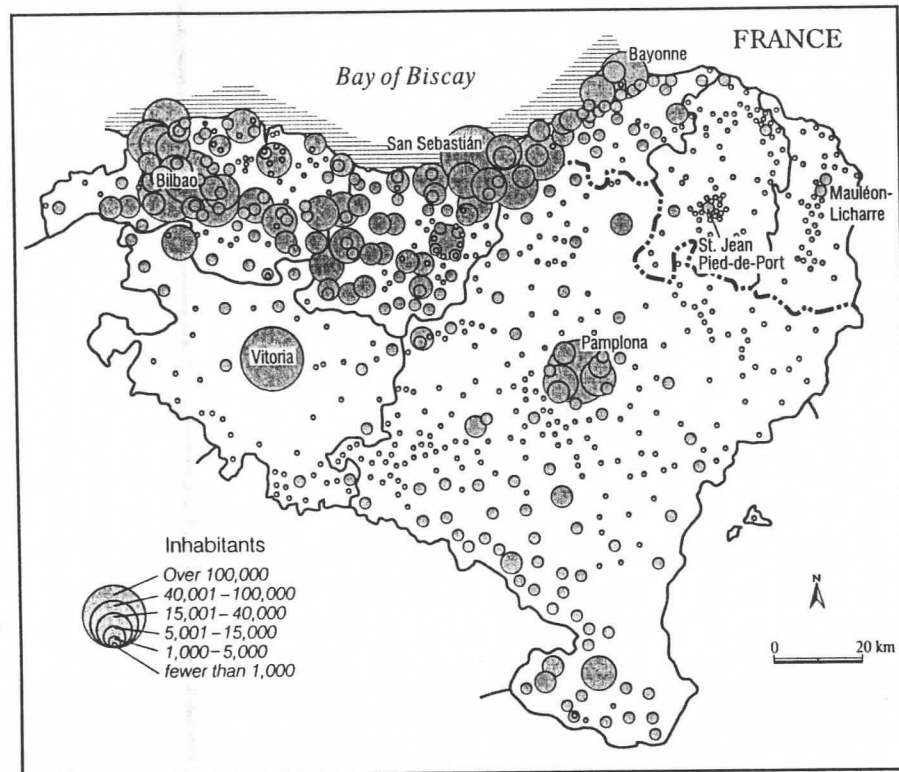 FRANCE
Bayonne
Bay of Biscay
San Sebastián
Bilbao
Mauléon-
Licharre
St. Jean
Pied-de-Port
Vitoria
Pamplona
Inhabitants
Over 100,000
40,001–100,000
15,001–40,000
5,001–15,000
1,000–5,000
fewer than 1,000
N
0 20 km